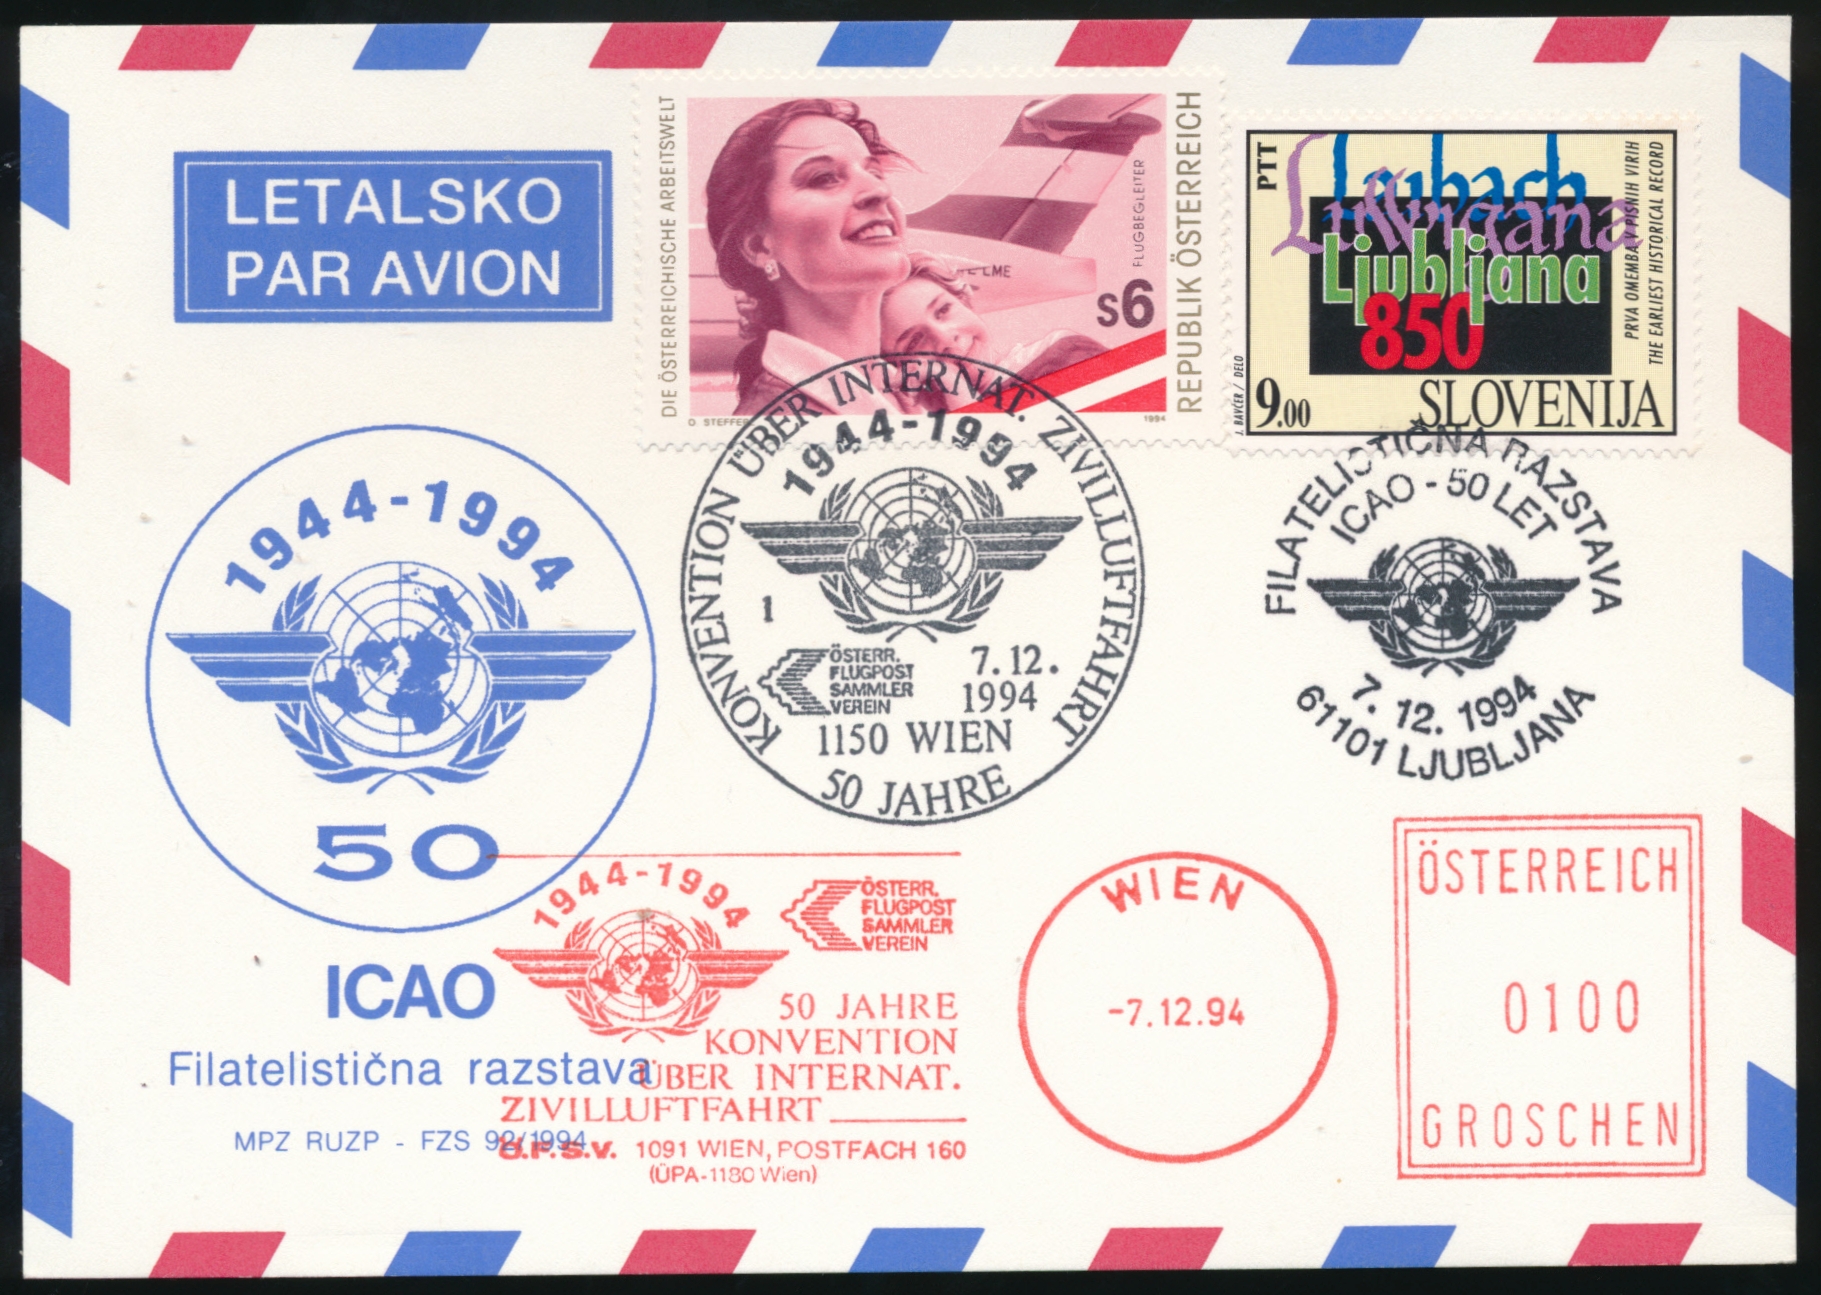 LETALSKO
PAR AVION
DIE ÖSTERREICHISCHE ARBEITSWELT
FLUGBEGLEITER
S6
REPUBLIK ÖSTERREICH
1994
PTT
Laibach
Luwigana
Ljubljana
850
PRVA OMEMBA V PISNIH VIRIH
THE EARLIEST HISTORICAL RECORD
J. BAVČER / DELO
9.00
SLOVENIJA
1944-1994
50
ICAO
Filatelistična razstava
MPZ RUZP - FZS 92/1994
KONVENTION ÜBER INTERNAT. ZIVILLUFTFAHRT
1944-1994
1
ÖSTERR.
FLUGPOST
SAMMLER
VEREIN
7.12.
1994
1150 WIEN
50 JAHRE
FILATELISTIČNA RAZSTAVA
ICAO - 50 LET
7. 12. 1994
61101 LJUBLJANA
1944-1994
ÖSTERR.
FLUGPOST
SAMMLER
VEREIN
50 JAHRE
KONVENTION
ÜBER INTERNAT.
ZIVILLUFTFAHRT
Ö.F.S.V. 1091 WIEN, POSTFACH 160
(ÜPA-1180 Wien)
WIEN
-7.12.94
ÖSTERREICH
0100
GROSCHEN